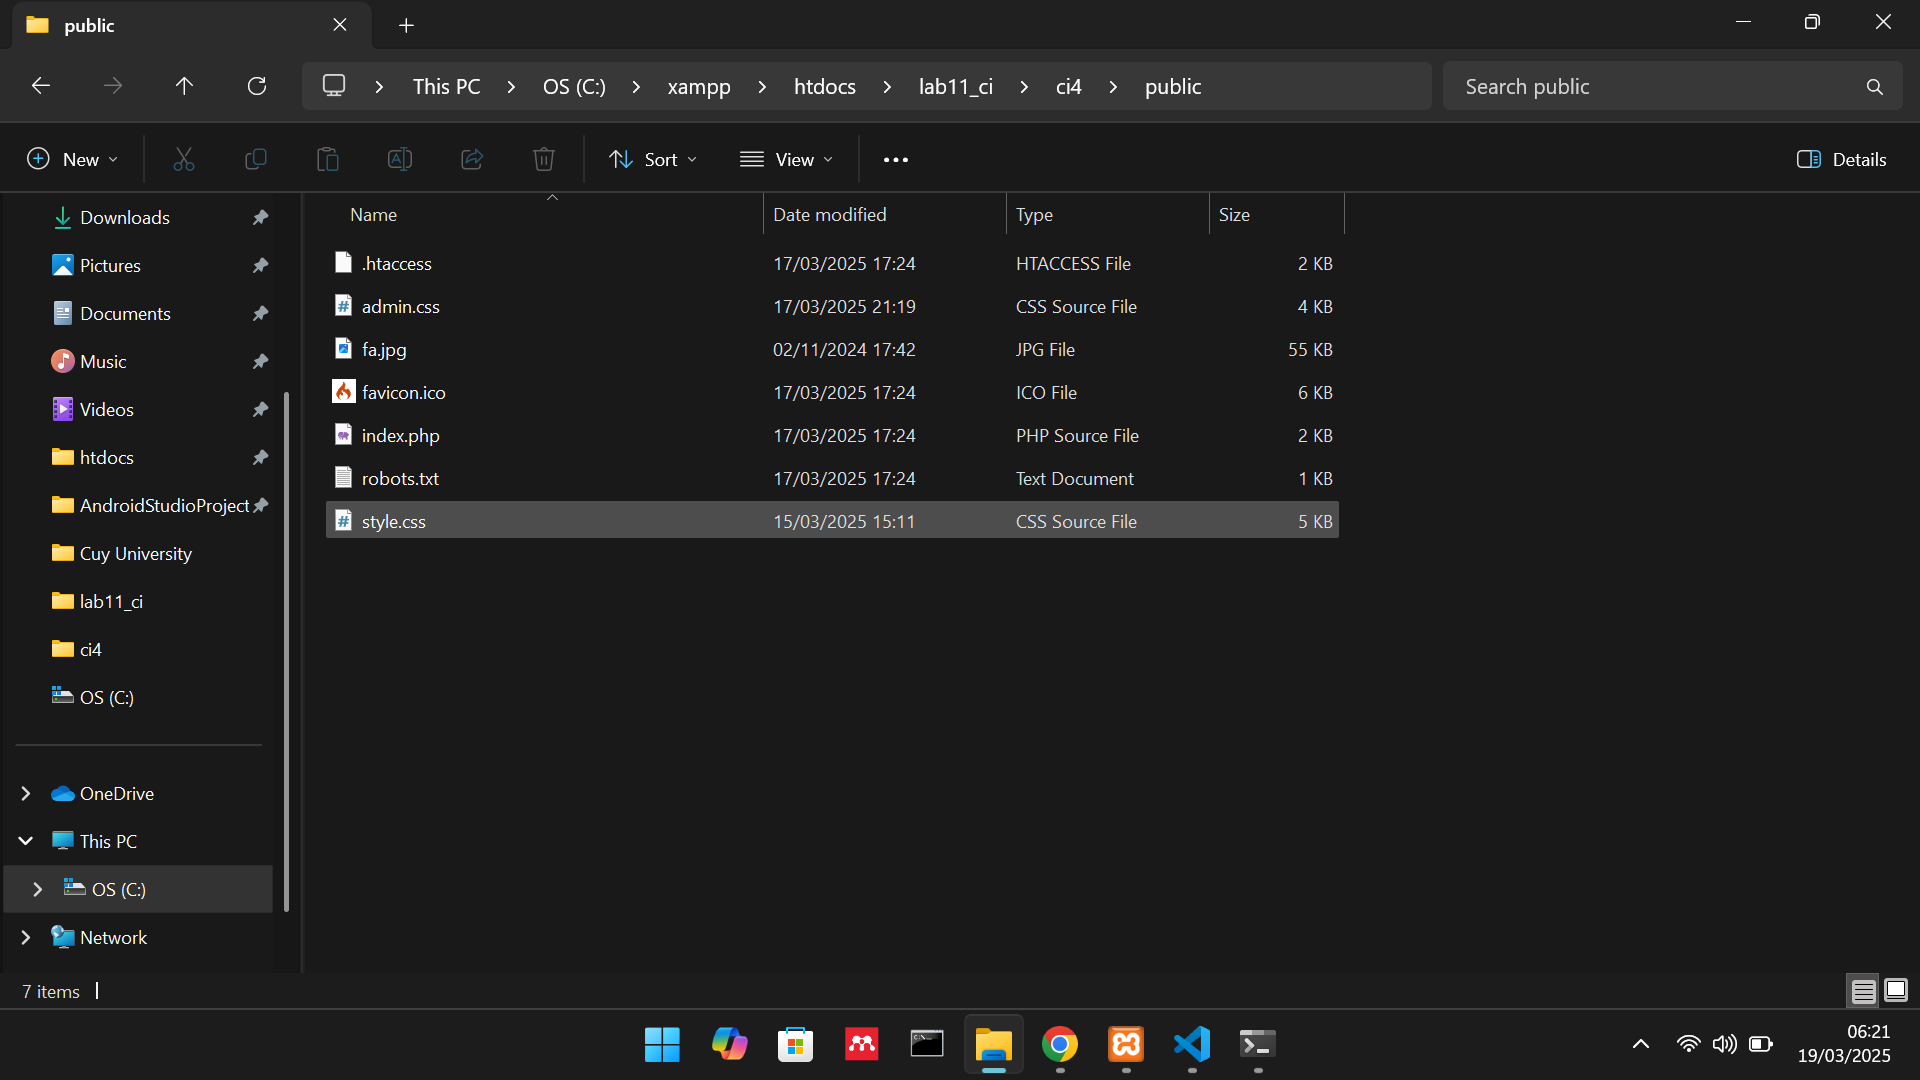 public
This PC
OS (C:)
xampp
htdocs
lab11_ci
ci4
public
Search public
New
Sort
View
Details
Name
Date modified
Type
Size
.htaccess 17/03/2025 17:24 HTACCESS File 2 KB
admin.css 17/03/2025 21:19 CSS Source File 4 KB
fa.jpg 02/11/2024 17:42 JPG File 55 KB
favicon.ico 17/03/2025 17:24 ICO File 6 KB
index.php 17/03/2025 17:24 PHP Source File 2 KB
robots.txt 17/03/2025 17:24 Text Document 1 KB
style.css 15/03/2025 15:11 CSS Source File 5 KB
Downloads
Pictures
Documents
Music
Videos
htdocs
AndroidStudioProject
Cuy University
lab11_ci
ci4
OS (C:)
OneDrive
This PC
OS (C:)
Network
7 items
06:21
19/03/2025